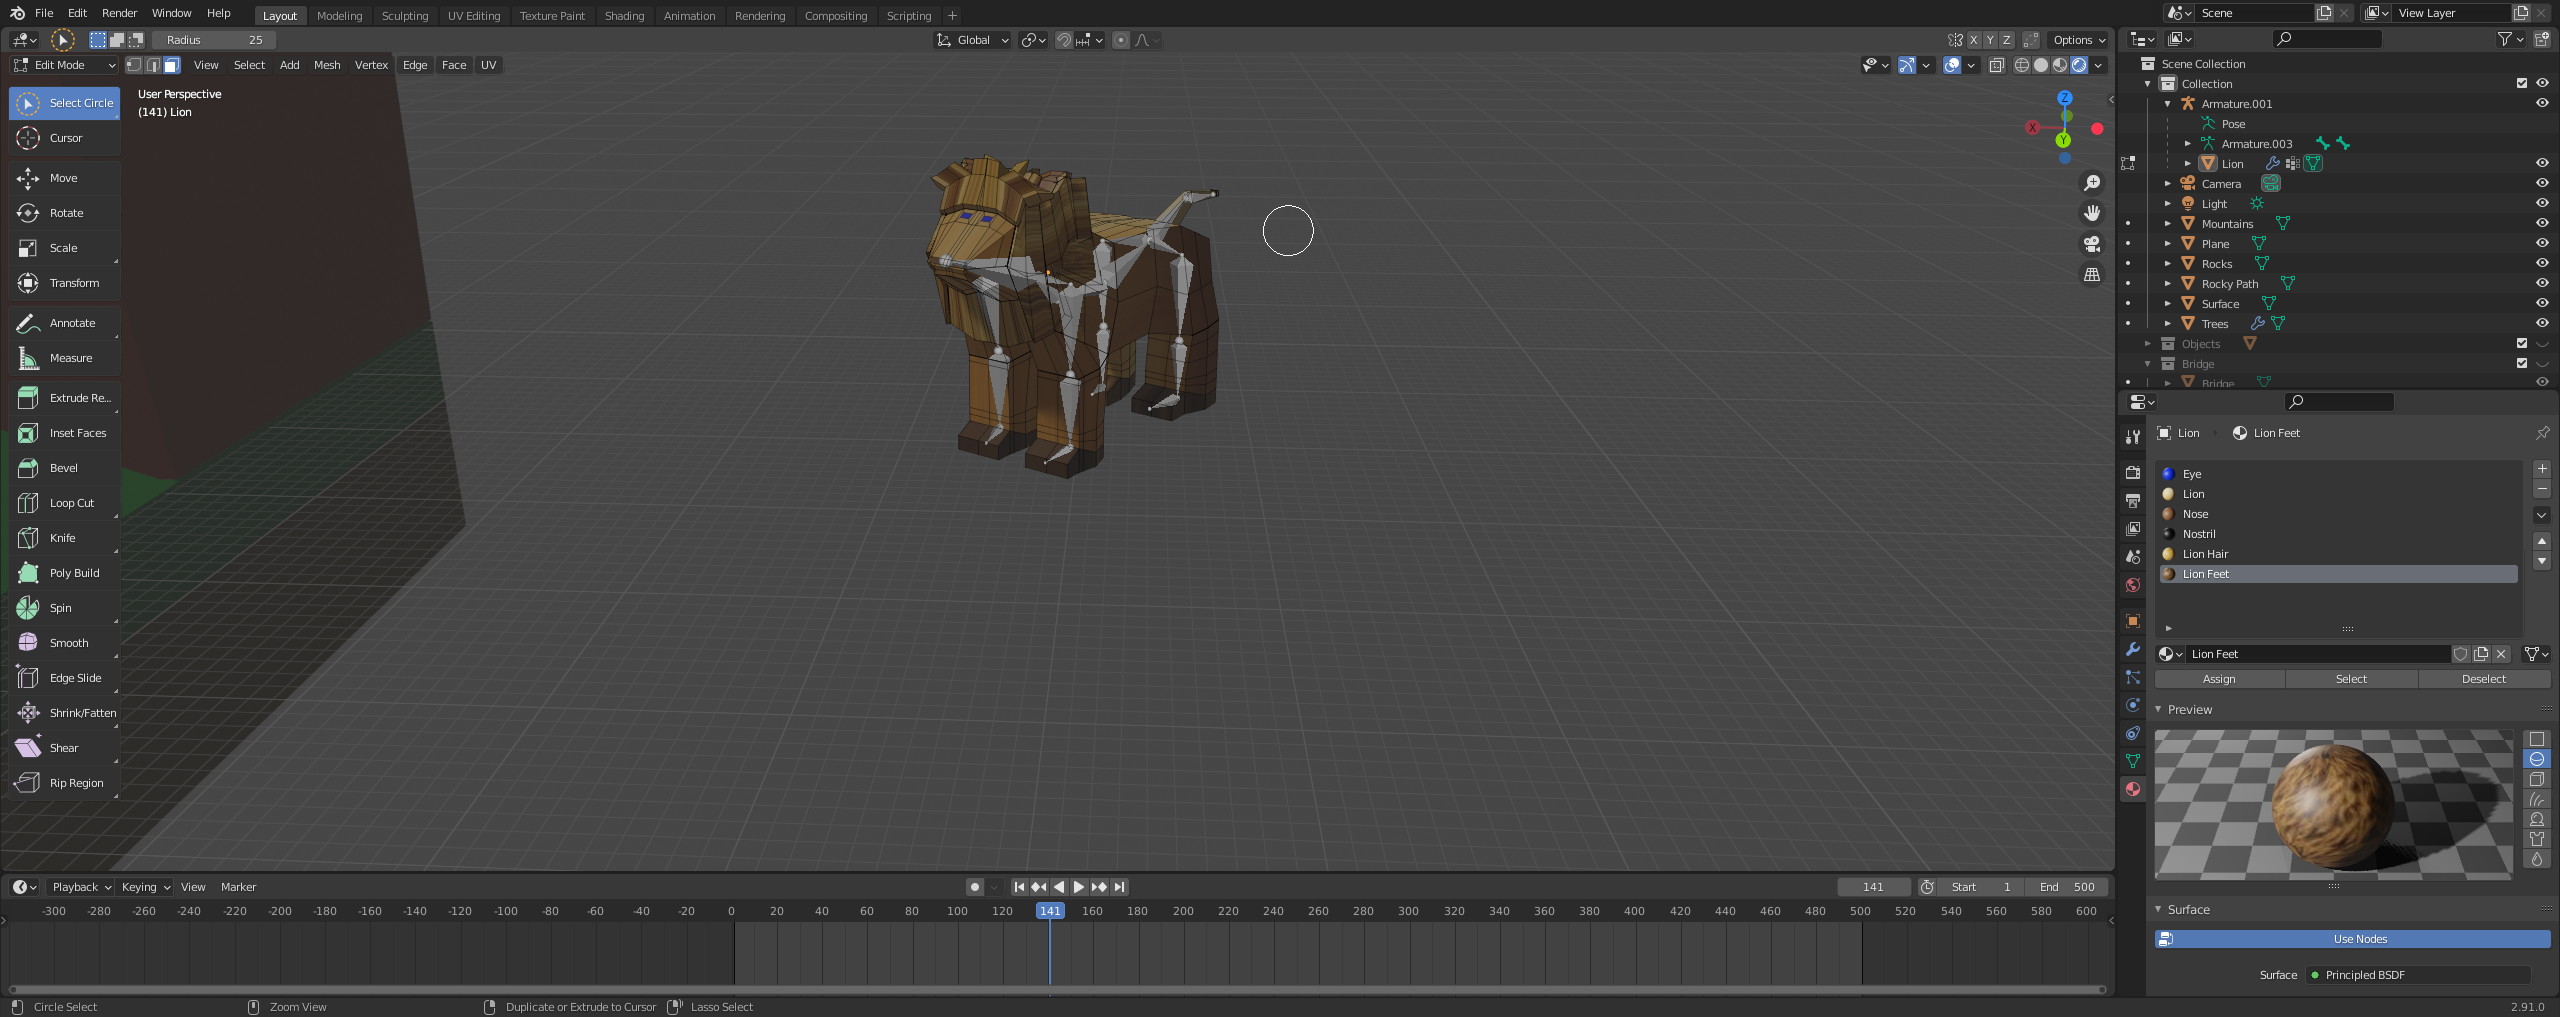 File Edit Render Window Help Layout Modeling Sculpting UV Editing Texture Paint Shading Animation Rendering Compositing Scripting + Scene View Layer
Radius 25 Global X Y Z Options
Edit Mode View Select Add Mesh Vertex Edge Face UV
User Perspective
(141) Lion
Select Circle
Cursor
Move
Rotate
Scale
Transform
Annotate
Measure
Extrude Re...
Inset Faces
Bevel
Loop Cut
Knife
Poly Build
Spin
Smooth
Edge Slide
Shrink/Fatten
Shear
Rip Region
Z
X
Y
Scene Collection
Collection
Armature.001
Pose
Armature.003
Lion
Camera
Light
Mountains
Plane
Rocks
Rocky Path
Surface
Trees
Objects
Bridge
Bridge
Lion Lion Feet
Eye
Lion
Nose
Nostril
Lion Hair
Lion Feet
Lion Feet
Assign Select Deselect
Preview
Surface
Use Nodes
Surface Principled BSDF
Playback Keying View Marker 141 Start 1 End 500
-300 -280 -260 -240 -220 -200 -180 -160 -140 -120 -100 -80 -60 -40 -20 0 20 40 60 80 100 120 141 160 180 200 220 240 260 280 300 320 340 360 380 400 420 440 460 480 500 520 540 560 580 600
Circle Select Zoom View Duplicate or Extrude to Cursor Lasso Select 2.91.0